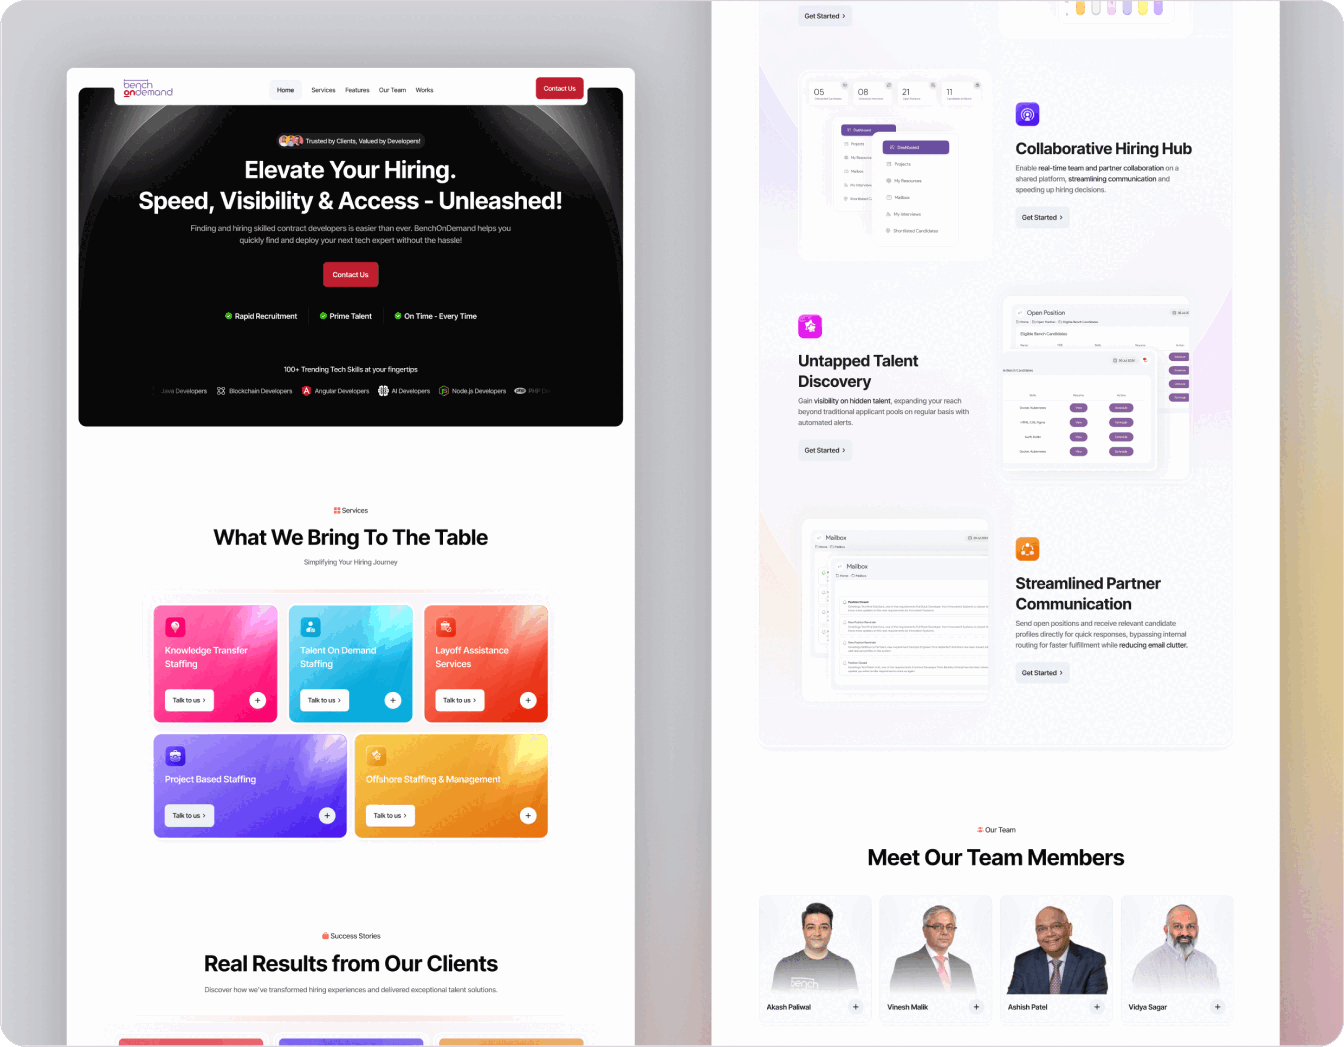 bench
ondemand
Home
Services
Features
Our Team
Works
Contact Us
Trusted by Clients, Valued by Developers!
Elevate Your Hiring.
Speed, Visibility & Access - Unleashed!
Finding and hiring skilled contract developers is easier than ever. BenchOnDemand helps you
quickly find and deploy your next tech expert without the hassle!
Contact Us
Rapid Recruitment
Prime Talent
On Time - Every Time
100+ Trending Tech Skills at your fingertips
Java Developers
Blockchain Developers
Angular Developers
AI Developers
Node.js Developers
Services
What We Bring To The Table
Simplifying Your Hiring Journey
Knowledge Transfer
Staffing
Talk to us
Talent On Demand
Staffing
Talk to us
Layoff Assistance
Services
Talk to us
Project Based Staffing
Talk to us
Offshore Staffing & Management
Talk to us
Success Stories
Real Results from Our Clients
Discover how we've transformed hiring experiences and delivered exceptional talent solutions.
Get Started
05
08
21
11
Dashboard
Projects
Mailbox
Dashboard
Projects
My Resources
Mailbox
My Interviews
Shortlisted Candidates
Collaborative Hiring Hub
Enable real-time team and partner collaboration on a
shared platform, streamlining communication and
speeding up hiring decisions.
Get Started
Untapped Talent
Discovery
Gain visibility on hidden talent, expanding your reach
beyond traditional applicant pools on regular basis with
automated alerts.
Get Started
Open Position
Eligible Bench Candidates
Mailbox
Mailbox
Streamlined Partner
Communication
Send open positions and receive relevant candidate
profiles directly for quick responses, bypassing internal
routing for faster fulfillment while reducing email clutter.
Get Started
Our Team
Meet Our Team Members
bench
Akash Paliwal
Vinesh Malik
Ashish Patel
Vidya Sagar